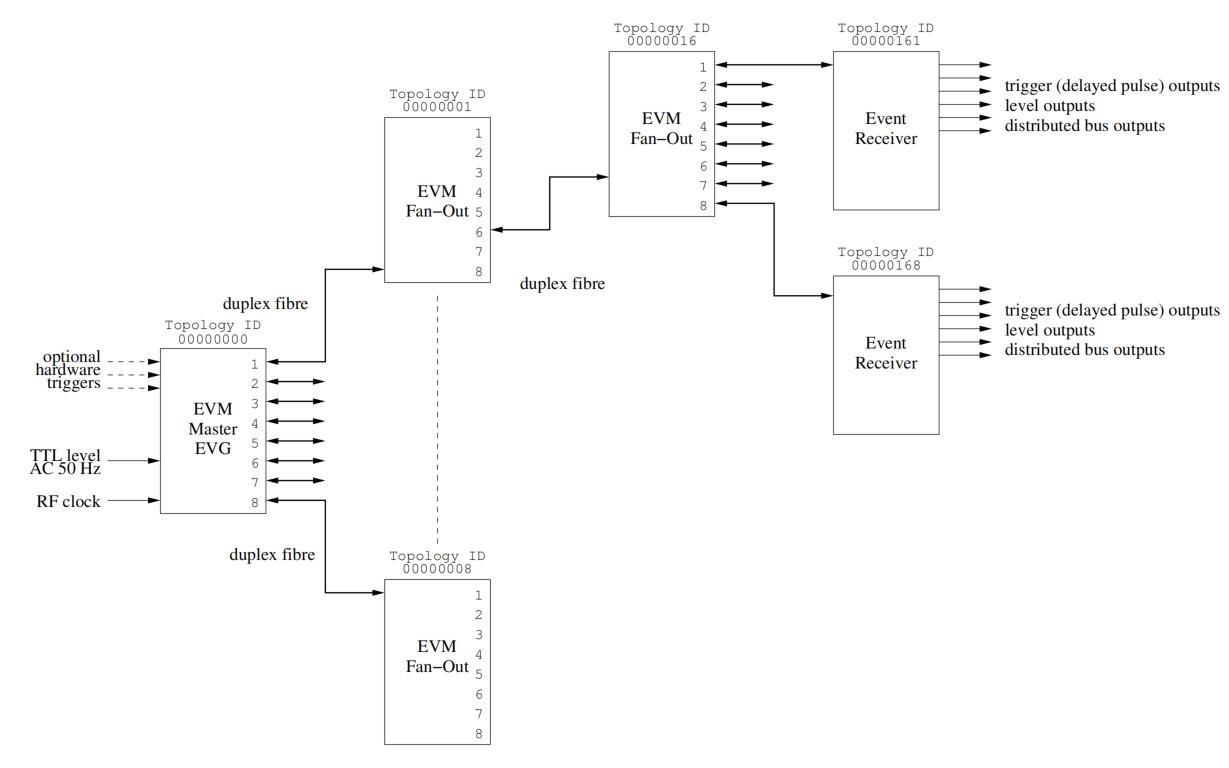 Topology ID
00000016
1
2
3
4
5
6
7
8
EVM
Fan−Out
Topology ID
00000161
Event
Receiver
trigger (delayed pulse) outputs
level outputs
distributed bus outputs
Topology ID
00000001
1
2
3
4
5
6
7
8
EVM
Fan−Out
duplex fibre
duplex fibre
Topology ID
00000168
Event
Receiver
trigger (delayed pulse) outputs
level outputs
distributed bus outputs
Topology ID
00000000
optional
hardware
triggers
TTL level
AC 50 Hz
RF clock
EVM
Master
EVG
1
2
3
4
5
6
7
8
duplex fibre
Topology ID
00000008
EVM
Fan−Out
1
2
3
4
5
6
7
8